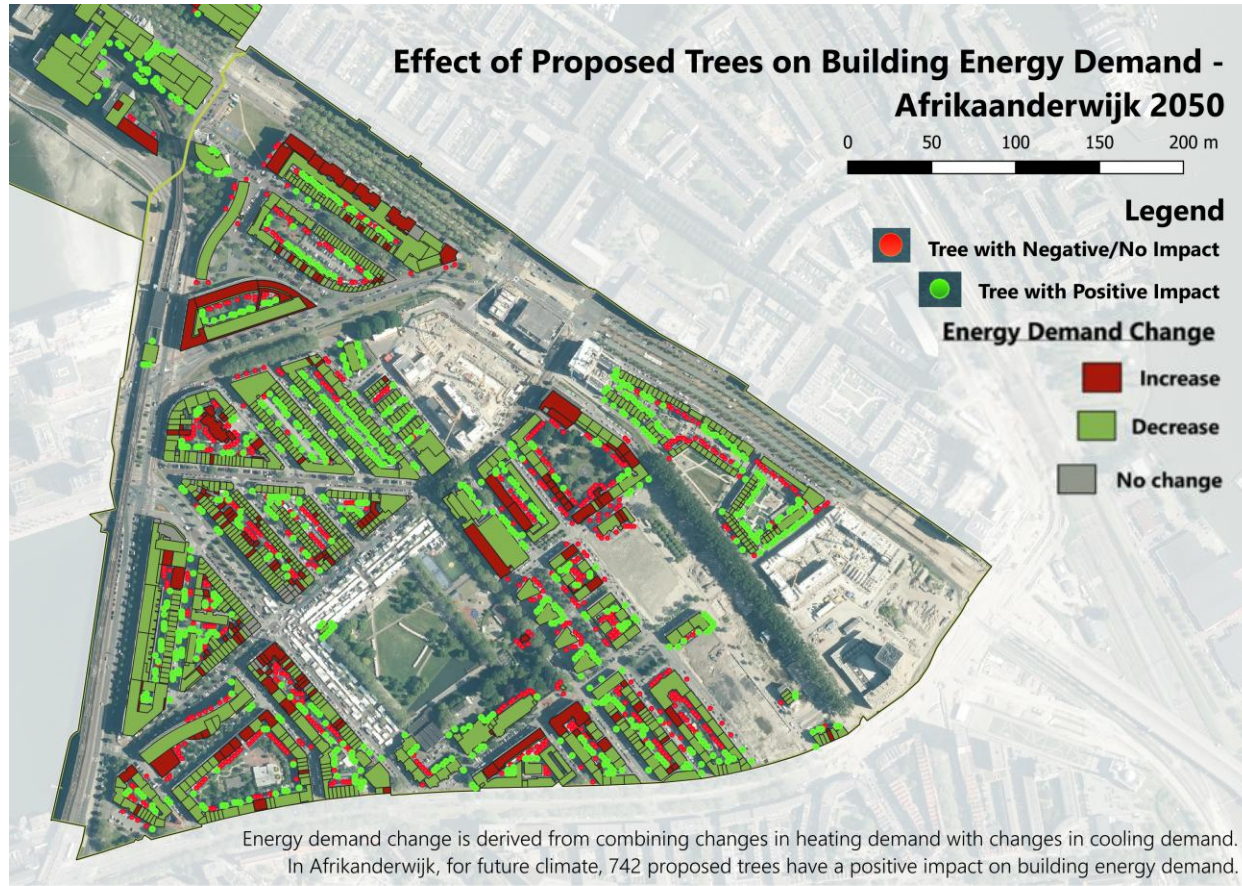 Effect of Proposed Trees on Building Energy Demand -
Afrikaanderwijk 2050
0 50 100 150 200 m
Legend
Tree with Negative/No Impact
Tree with Positive Impact
Energy Demand Change
Increase
Decrease
No change
Energy demand change is derived from combining changes in heating demand with changes in cooling demand.
In Afrikanderwijk, for future climate, 742 proposed trees have a positive impact on building energy demand.